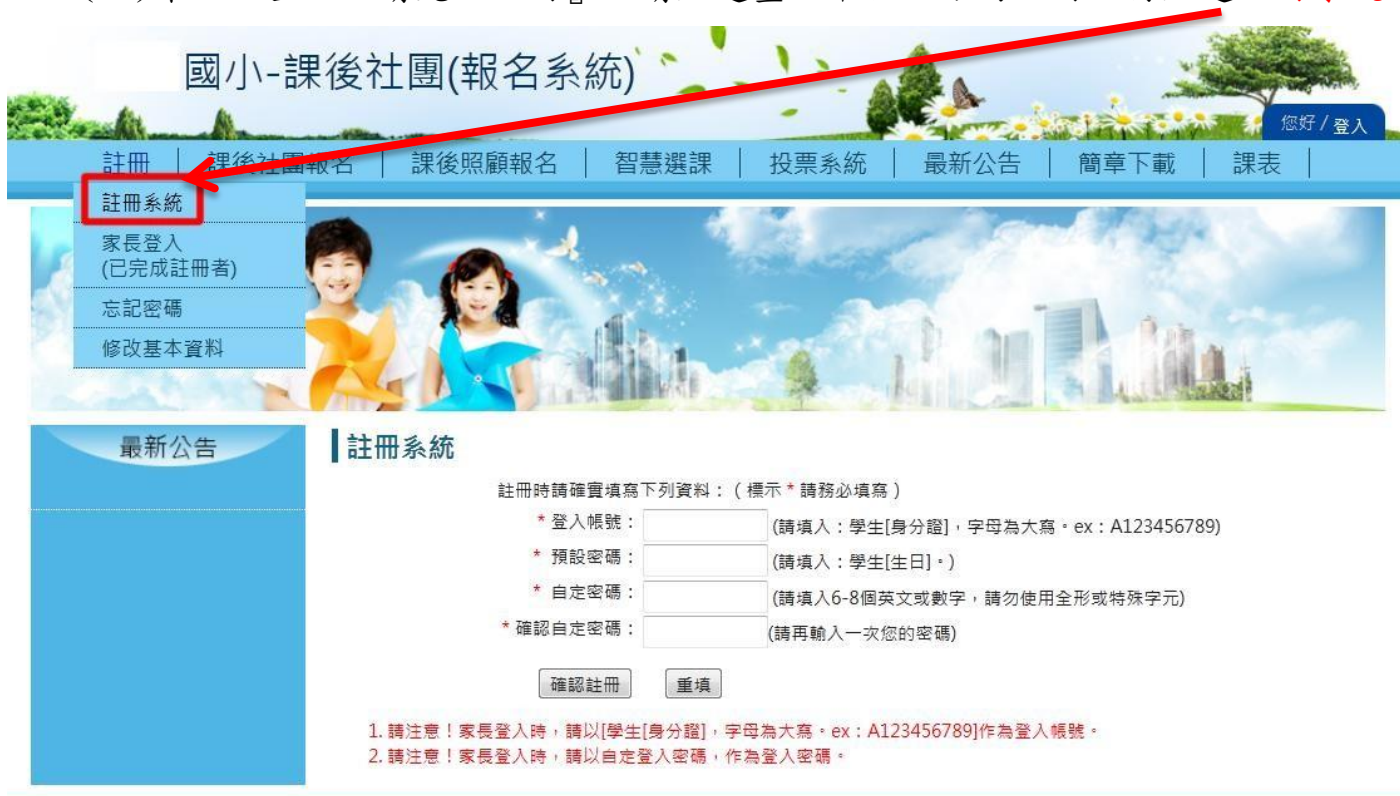 國小-課後社團(報名系統)
您好 / 登入
註冊 | 課後社團報名 | 課後照顧報名 | 智慧選課 | 投票系統 | 最新公告 | 簡章下載 | 課表 |
註冊系統
家長登入
(已完成註冊者)
忘記密碼
修改基本資料
最新公告
註冊系統
註冊時請確實填寫下列資料：( 標示 * 請務必填寫 )
* 登入帳號： (請填入：學生[身分證]，字母為大寫。ex：A123456789)
* 預設密碼： (請填入：學生[生日]。)
* 自定密碼： (請填入6-8個英文或數字，請勿使用全形或特殊字元)
* 確認自定密碼： (請再輸入一次您的密碼)
確認註冊 重填
1. 請注意！家長登入時，請以[學生[身分證]，字母為大寫。ex：A123456789]作為登入帳號。
2. 請注意！家長登入時，請以自定登入密碼，作為登入密碼。